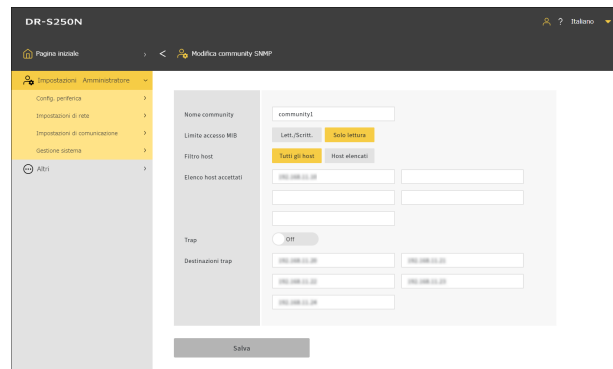 DR-S250N
? Italiano
Pagina iniziale
Modifica community SNMP
Impostazioni Amministratore
Config. periferica
Impostazioni di rete
Impostazioni di comunicazione
Gestione sistema
Altri
Nome community community1
Limite accesso MIB Lett./Scritt. Solo lettura
Filtro host Tutti gli host Host elencati
Elenco host accettati
Trap Off
Destinazioni trap
Salva